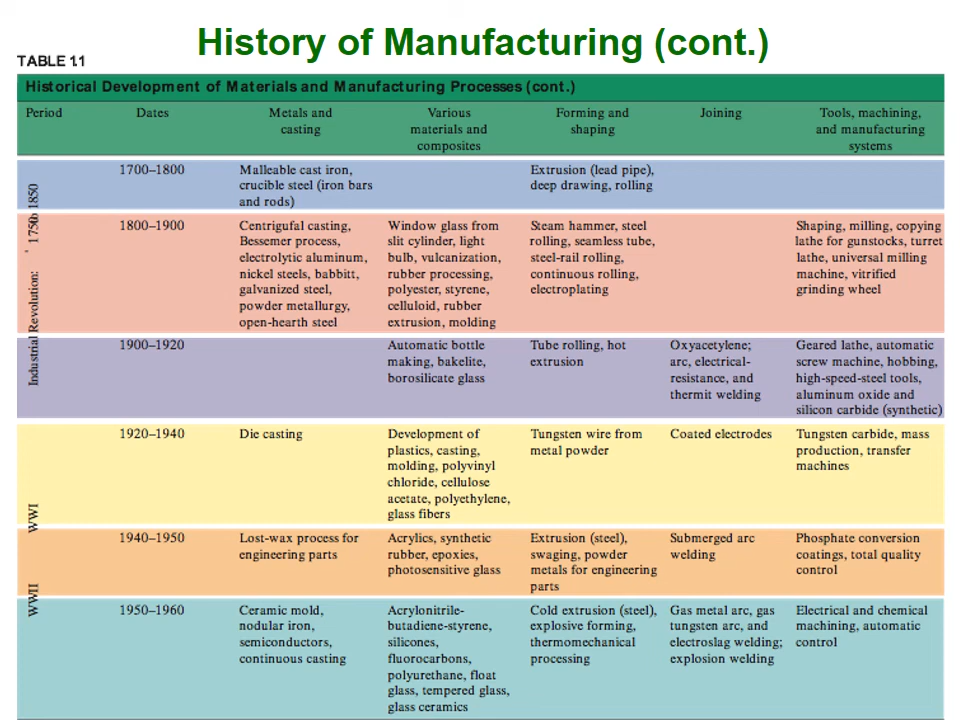 History of Manufacturing (cont.)
TABLE 1.1
Historical Development of Materials and Manufacturing Processes (cont.)
Period
Dates
Metals and
casting
Various
materials and
composites
Forming and
shaping
Joining
Tools, machining,
and manufacturing
systems
Industrial Revolution: 1750 to 1850
1700–1800
Malleable cast iron,
crucible steel (iron bars
and rods)
Extrusion (lead pipe),
deep drawing, rolling
1800–1900
Centrigufal casting,
Bessemer process,
electrolytic aluminum,
nickel steels, babbitt,
galvanized steel,
powder metallurgy,
open-hearth steel
Window glass from
slit cylinder, light
bulb, vulcanization,
rubber processing,
polyester, styrene,
celluloid, rubber
extrusion, molding
Steam hammer, steel
rolling, seamless tube,
steel-rail rolling,
continuous rolling,
electroplating
Shaping, milling, copying
lathe for gunstocks, turret
lathe, universal milling
machine, vitrified
grinding wheel
1900–1920
Automatic bottle
making, bakelite,
borosilicate glass
Tube rolling, hot
extrusion
Oxyacetylene;
arc, electrical-
resistance, and
thermit welding
Geared lathe, automatic
screw machine, hobbing,
high-speed-steel tools,
aluminum oxide and
silicon carbide (synthetic)
WWI
1920–1940
Die casting
Development of
plastics, casting,
molding, polyvinyl
chloride, cellulose
acetate, polyethylene,
glass fibers
Tungsten wire from
metal powder
Coated electrodes
Tungsten carbide, mass
production, transfer
machines
WWII
1940–1950
Lost-wax process for
engineering parts
Acrylics, synthetic
rubber, epoxies,
photosensitive glass
Extrusion (steel),
swaging, powder
metals for engineering
parts
Submerged arc
welding
Phosphate conversion
coatings, total quality
control
1950–1960
Ceramic mold,
nodular iron,
semiconductors,
continuous casting
Acrylonitrile-
butadiene-styrene,
silicones,
fluorocarbons,
polyurethane, float
glass, tempered glass,
glass ceramics
Cold extrusion (steel),
explosive forming,
thermomechanical
processing
Gas metal arc, gas
tungsten arc, and
electroslag welding;
explosion welding
Electrical and chemical
machining, automatic
control